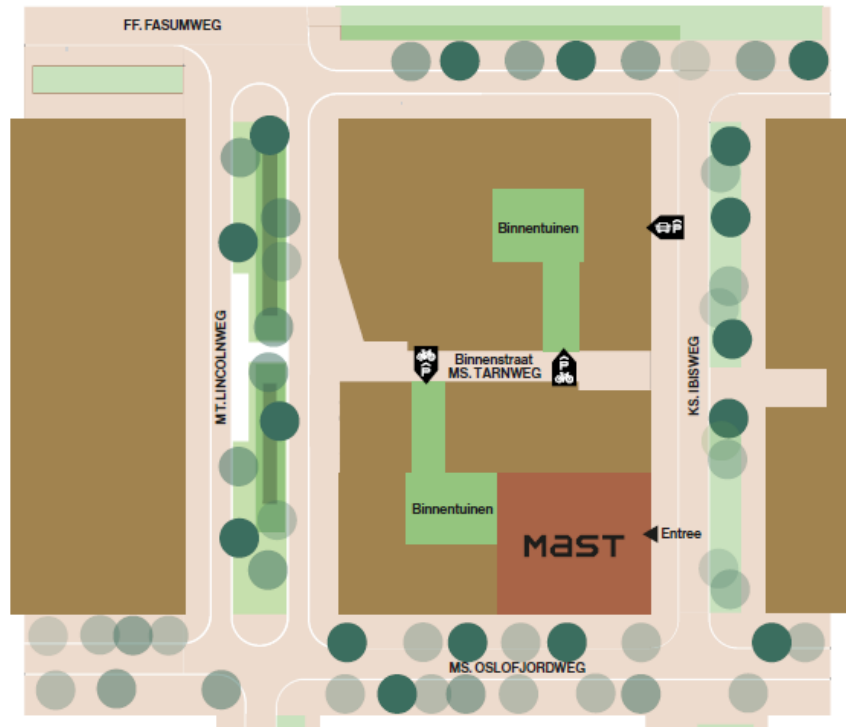 FF. FASUMWEG
Binnentuinen
P
MT. LINCOLNWEG
Binnenstraat
MS. TARNWEG
P
P
KS. IBISWEG
Binnentuinen
MAST
Entree
MS. OSLOFJORDWEG